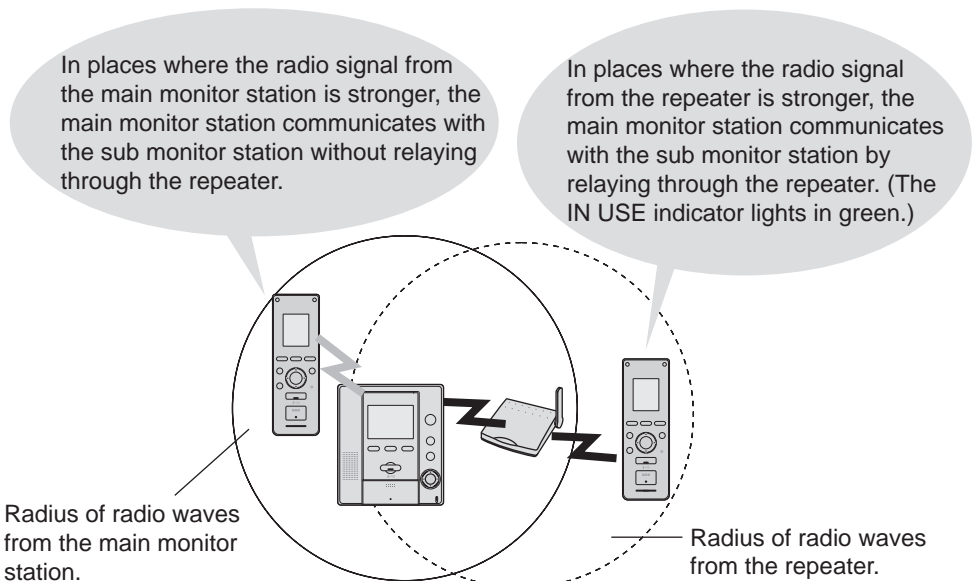 In places where the radio signal from
the main monitor station is stronger, the
main monitor station communicates with
the sub monitor station without relaying
through the repeater.
In places where the radio signal
from the repeater is stronger, the
main monitor station communicates
with the sub monitor station by
relaying through the repeater. (The
IN USE indicator lights in green.)
Radius of radio waves
from the main monitor
station.
Radius of radio waves
from the repeater.